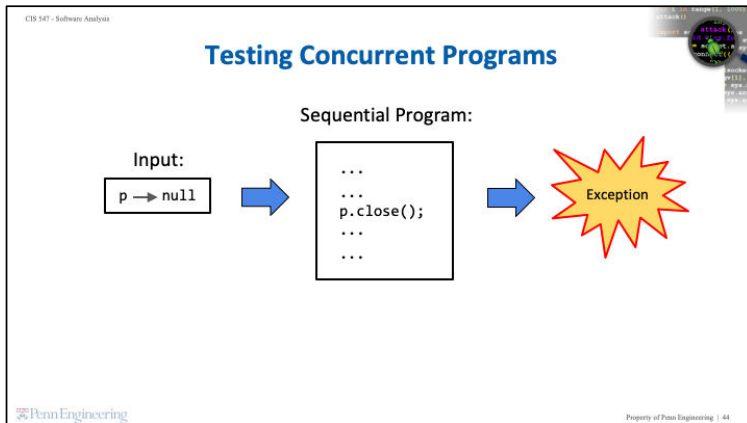 CIS 547 - Software Analysis
Testing Concurrent Programs
Sequential Program:
Input:
p → null
...
...
p.close();
...
...
Exception
Penn Engineering
Property of Penn Engineering | 44